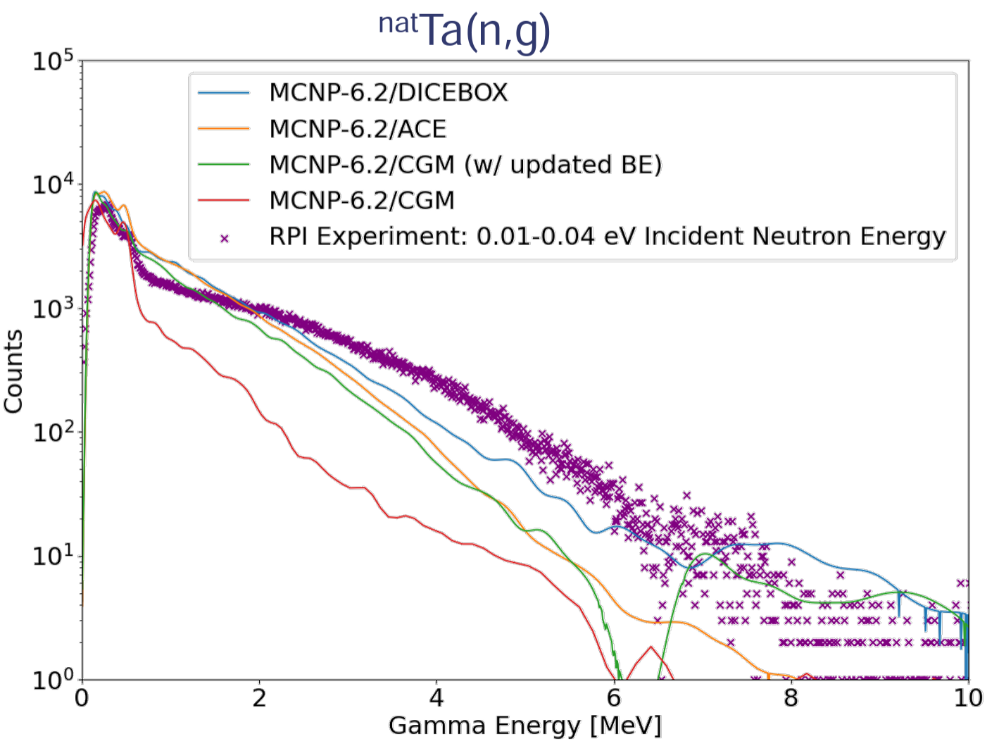 natTa(n,g)
10^5
10^4
10^3
10^2
10^1
10^0
Counts
MCNP-6.2/DICEBOX
MCNP-6.2/ACE
MCNP-6.2/CGM (w/ updated BE)
MCNP-6.2/CGM
RPI Experiment: 0.01-0.04 eV Incident Neutron Energy
0 2 4 6 8 10
Gamma Energy [MeV]